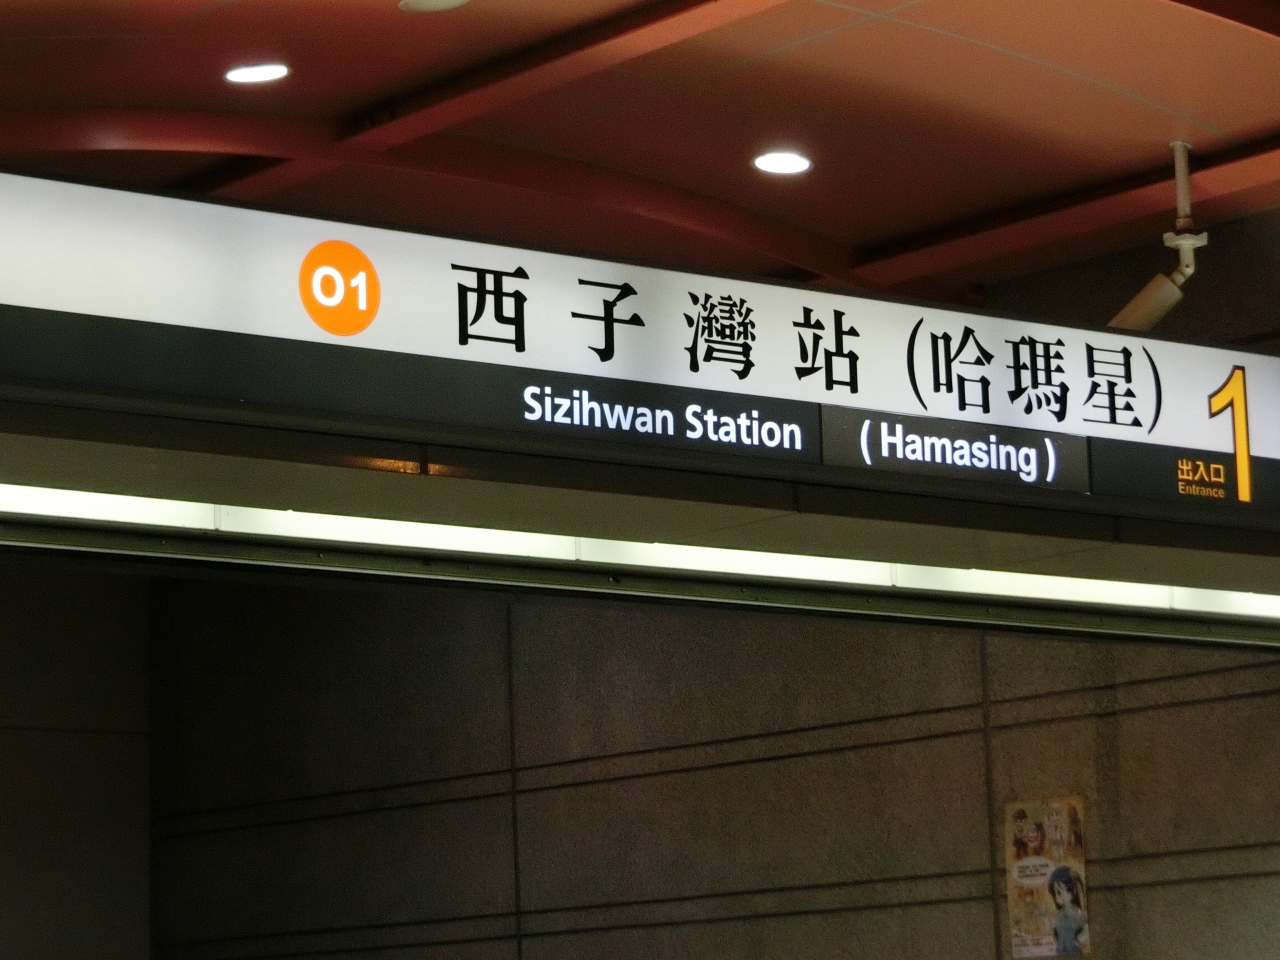 O1 西子灣站 (哈瑪星)
Sizihwan Station (Hamasing)
1
出入口
Entrance